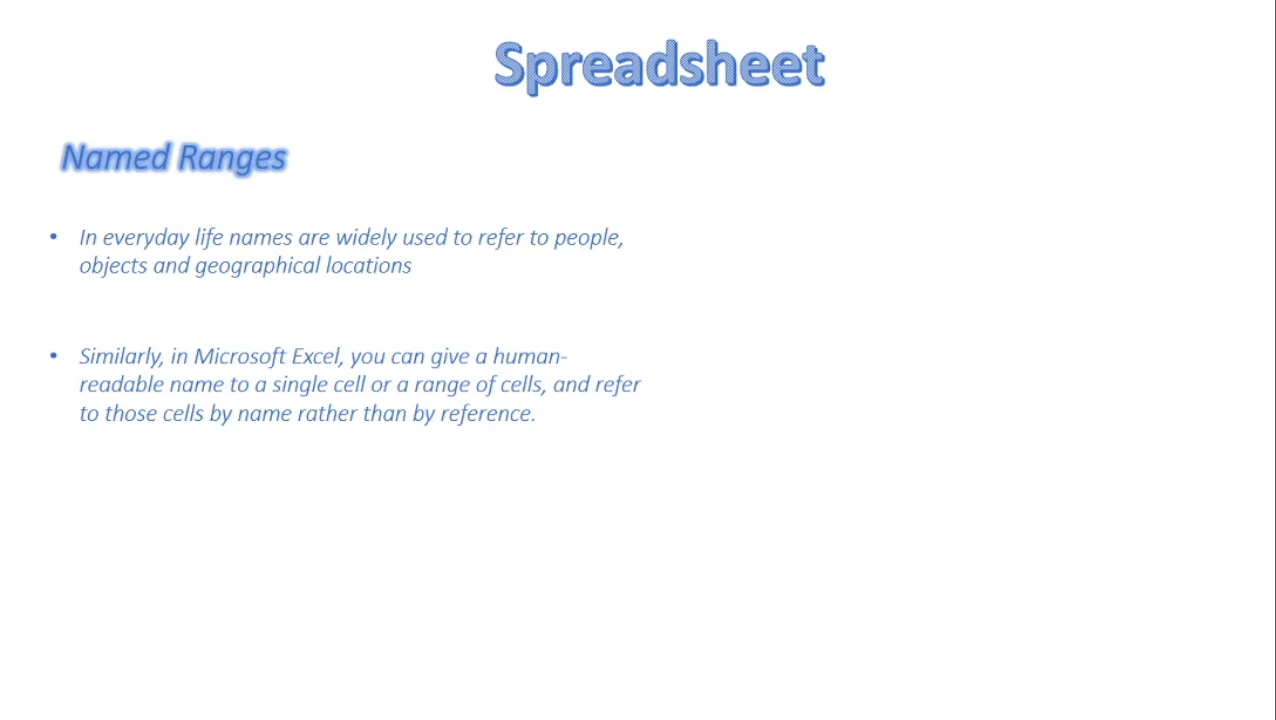 Spreadsheet
Named Ranges
• In everyday life names are widely used to refer to people,
objects and geographical locations
• Similarly, in Microsoft Excel, you can give a human-
readable name to a single cell or a range of cells, and refer
to those cells by name rather than by reference.